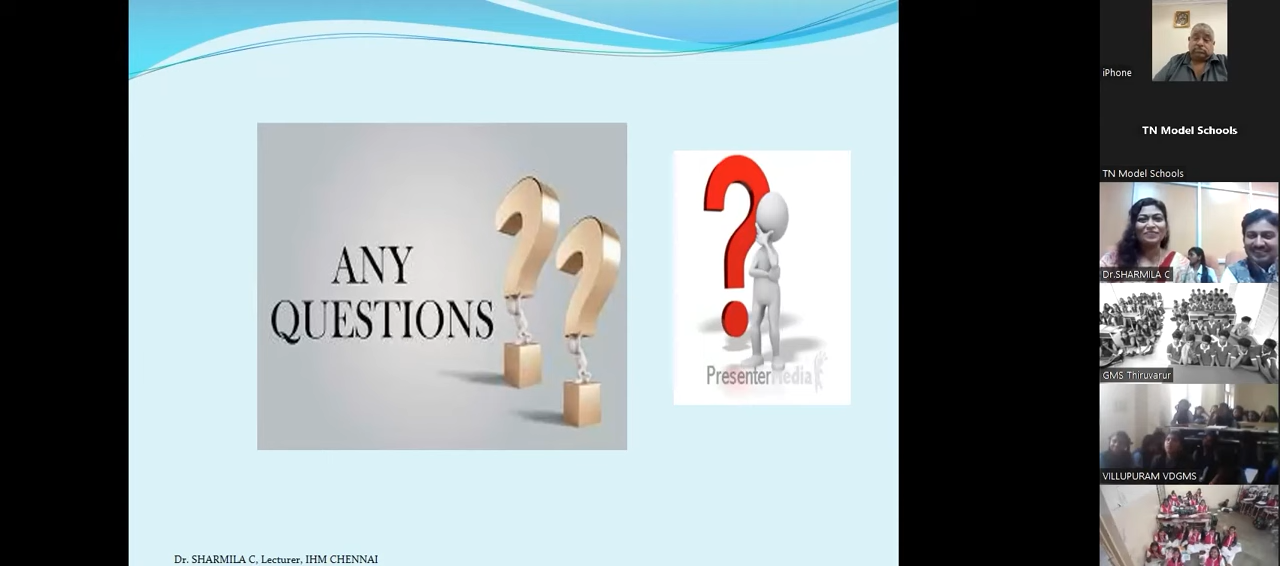 ANY
QUESTIONS
PresenterMedia
Dr. SHARMILA C, Lecturer, IHM CHENNAI
iPhone
TN Model Schools
TN Model Schools
Dr.SHARMILA C
GMS Thiruvarur
VILLUPURAM VDGMS